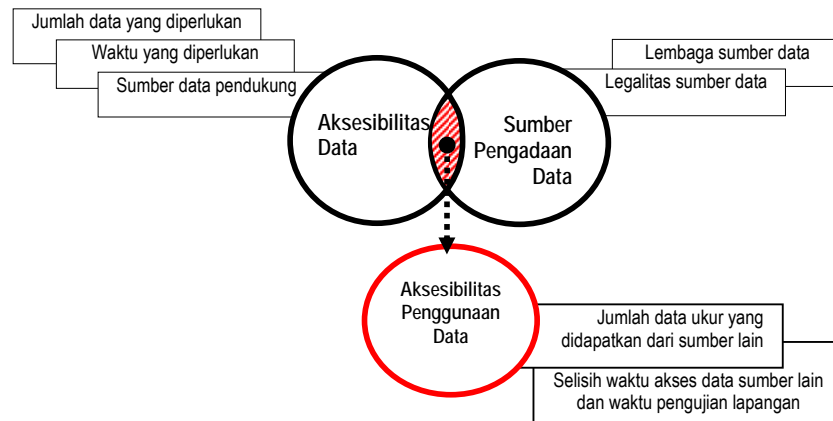 Jumlah data yang diperlukan
Waktu yang diperlukan
Sumber data pendukung
Lembaga sumber data
Legalitas sumber data
Aksesibilitas
Data
Sumber
Pengadaan
Data
Aksesibilitas
Penggunaan
Data
Jumlah data ukur yang
didapatkan dari sumber lain
Selisih waktu akses data sumber lain
dan waktu pengujian lapangan